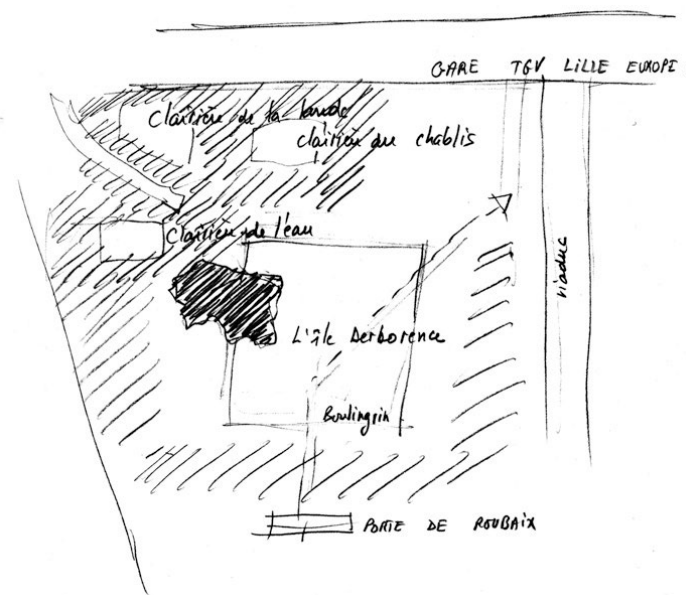 GARE TGV LILLE EUROPE
Clairière de la lande
clairière du chablis
Clairière de l'eau
viaduc
L'île Derborence
Boulingrin
PORTE DE ROUBAIX